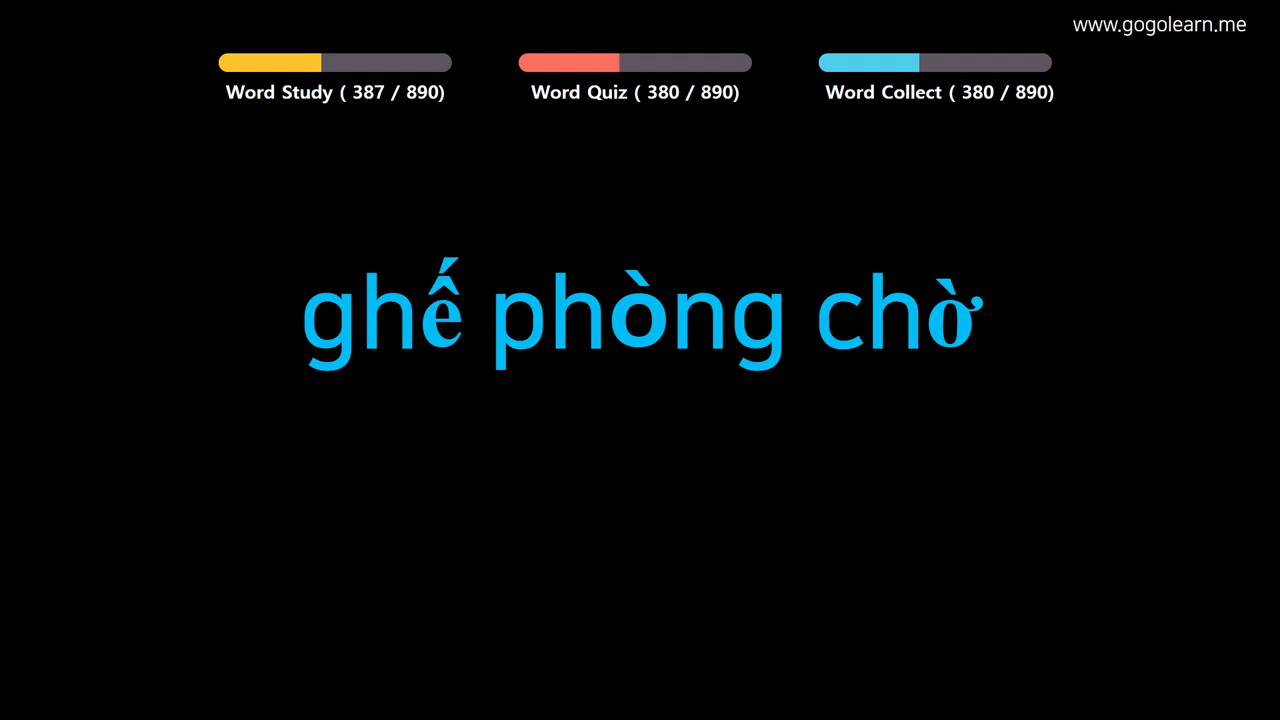 www.gogolearn.me
Word Study ( 387 / 890)
Word Quiz ( 380 / 890)
Word Collect ( 380 / 890)
ghế phòng chờ